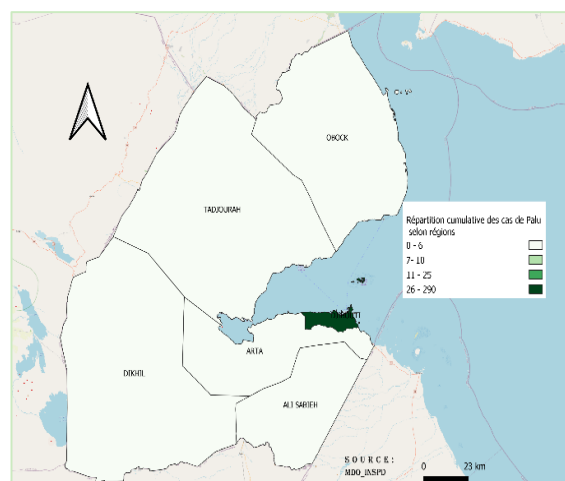 OBOCK
TADJOURAH
Répartition cumulative des cas de Palu
selon régions
0 - 6
7- 10
11 - 25
26 - 290
ARTA
DIKHIL
ALI SABIEH
SOURCE:
MDO_INSPD
0 23 km